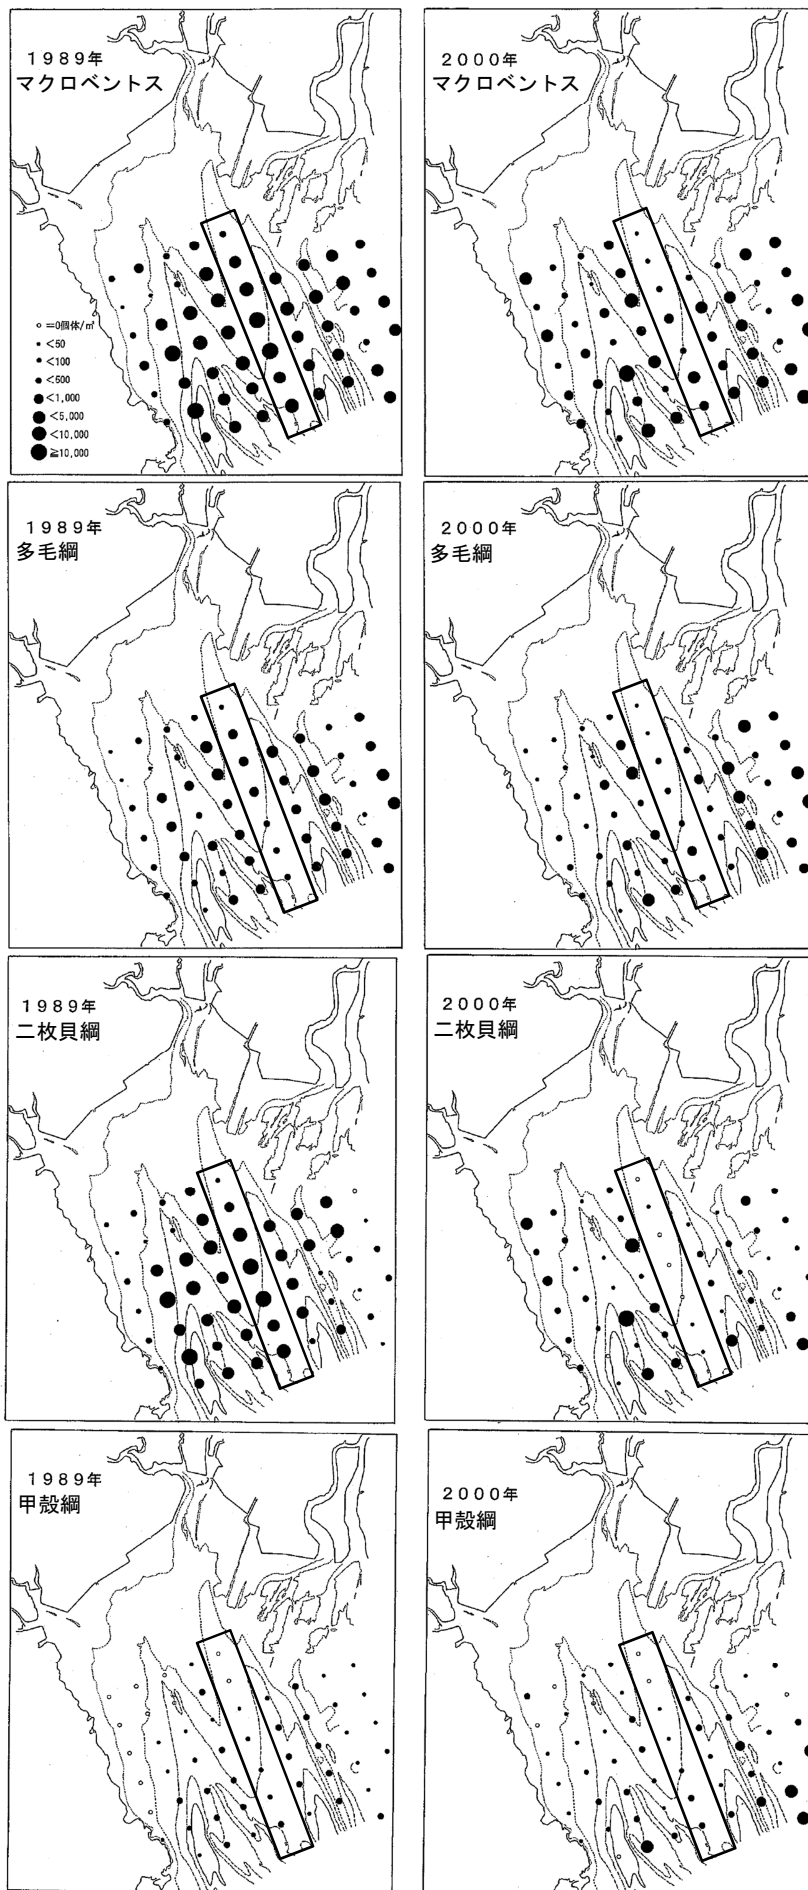 1989年
マクロベントス
○=0個体/㎡
<50
<100
<500
<1,000
<5,000
<10,000
≧10,000
2000年
マクロベントス
1989年
多毛綱
2000年
多毛綱
1989年
二枚貝綱
2000年
二枚貝綱
1989年
甲殻綱
2000年
甲殻綱